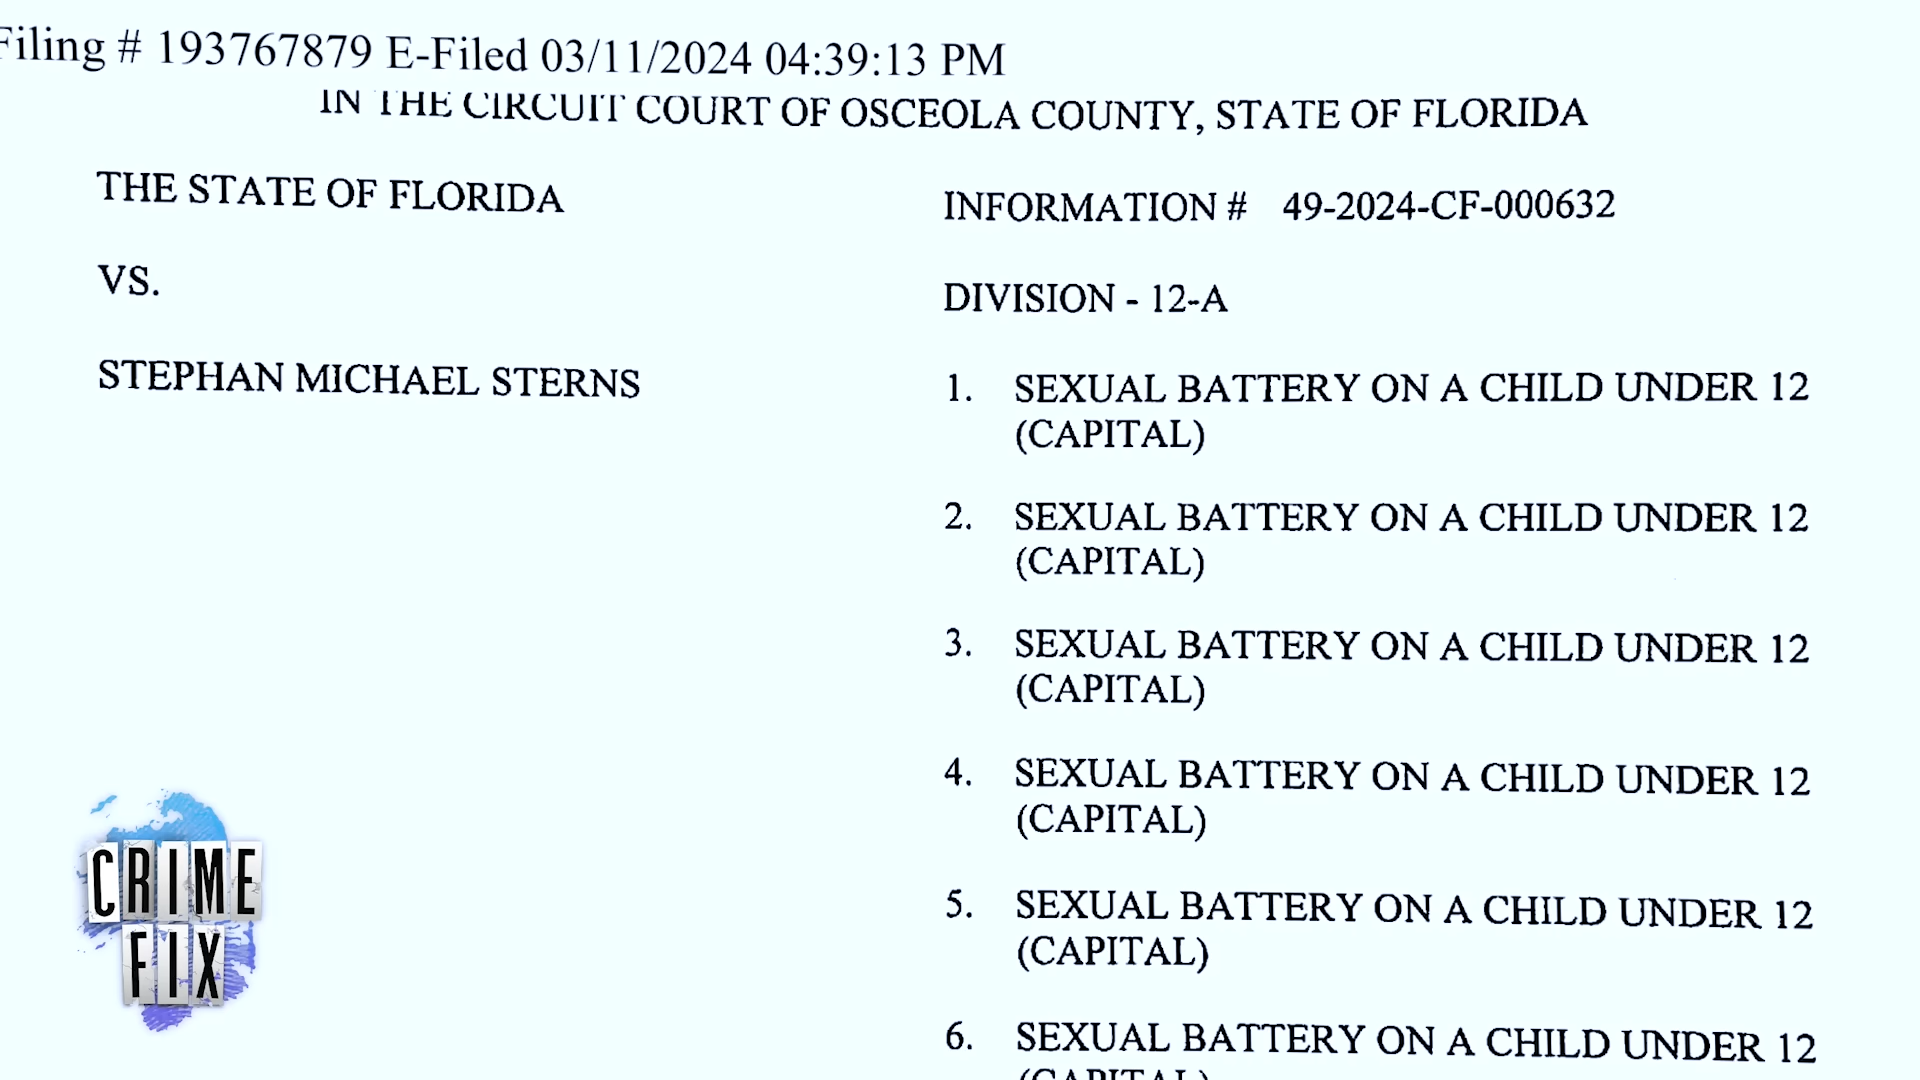 Filing # 193767879 E-Filed 03/11/2024 04:39:13 PM
IN THE CIRCUIT COURT OF OSCEOLA COUNTY, STATE OF FLORIDA
THE STATE OF FLORIDA
INFORMATION # 49-2024-CF-000632
VS.
DIVISION - 12-A
STEPHAN MICHAEL STERNS
1. SEXUAL BATTERY ON A CHILD UNDER 12
(CAPITAL)
2. SEXUAL BATTERY ON A CHILD UNDER 12
(CAPITAL)
3. SEXUAL BATTERY ON A CHILD UNDER 12
(CAPITAL)
4. SEXUAL BATTERY ON A CHILD UNDER 12
(CAPITAL)
5. SEXUAL BATTERY ON A CHILD UNDER 12
(CAPITAL)
6. SEXUAL BATTERY ON A CHILD UNDER 12
(CAPITAL)
CRIME
FIX